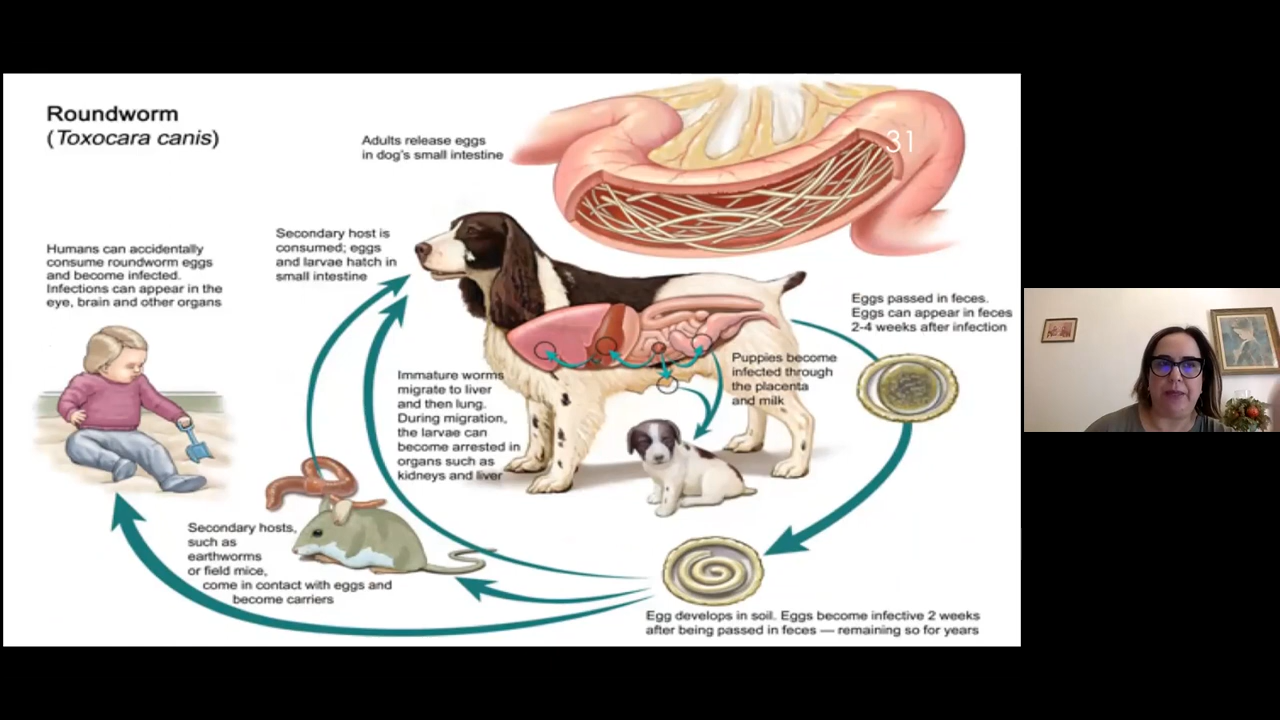 Roundworm
(Toxocara canis)
Adults release eggs
in dog's small intestine
31
Secondary host is
consumed; eggs
and larvae hatch in
small intestine
Humans can accidentally
consume roundworm eggs
and become infected.
Infections can appear in the
eye, brain and other organs
Eggs passed in feces.
Eggs can appear in feces
2-4 weeks after infection
Puppies become
infected through
the placenta
and milk
Immature worms
migrate to liver
and then lung.
During migration,
the larvae can
become arrested in
organs such as
kidneys and liver
Secondary hosts,
such as
earthworms
or field mice,
come in contact with eggs and
become carriers
Egg develops in soil. Eggs become infective 2 weeks
after being passed in feces — remaining so for years